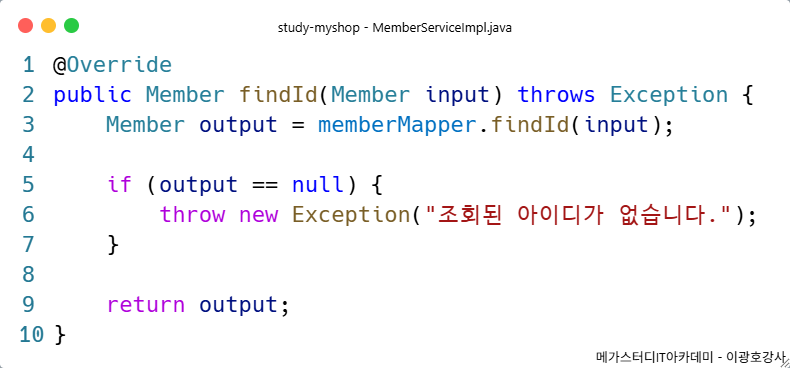 study-myshop - MemberServiceImpl.java
1 @Override
2 public Member findId(Member input) throws Exception {
3     Member output = memberMapper.findId(input);
4
5     if (output == null) {
6         throw new Exception("조회된 아이디가 없습니다.");
7     }
8
9     return output;
10 }
메가스터디IT아카데미 - 이광호강사